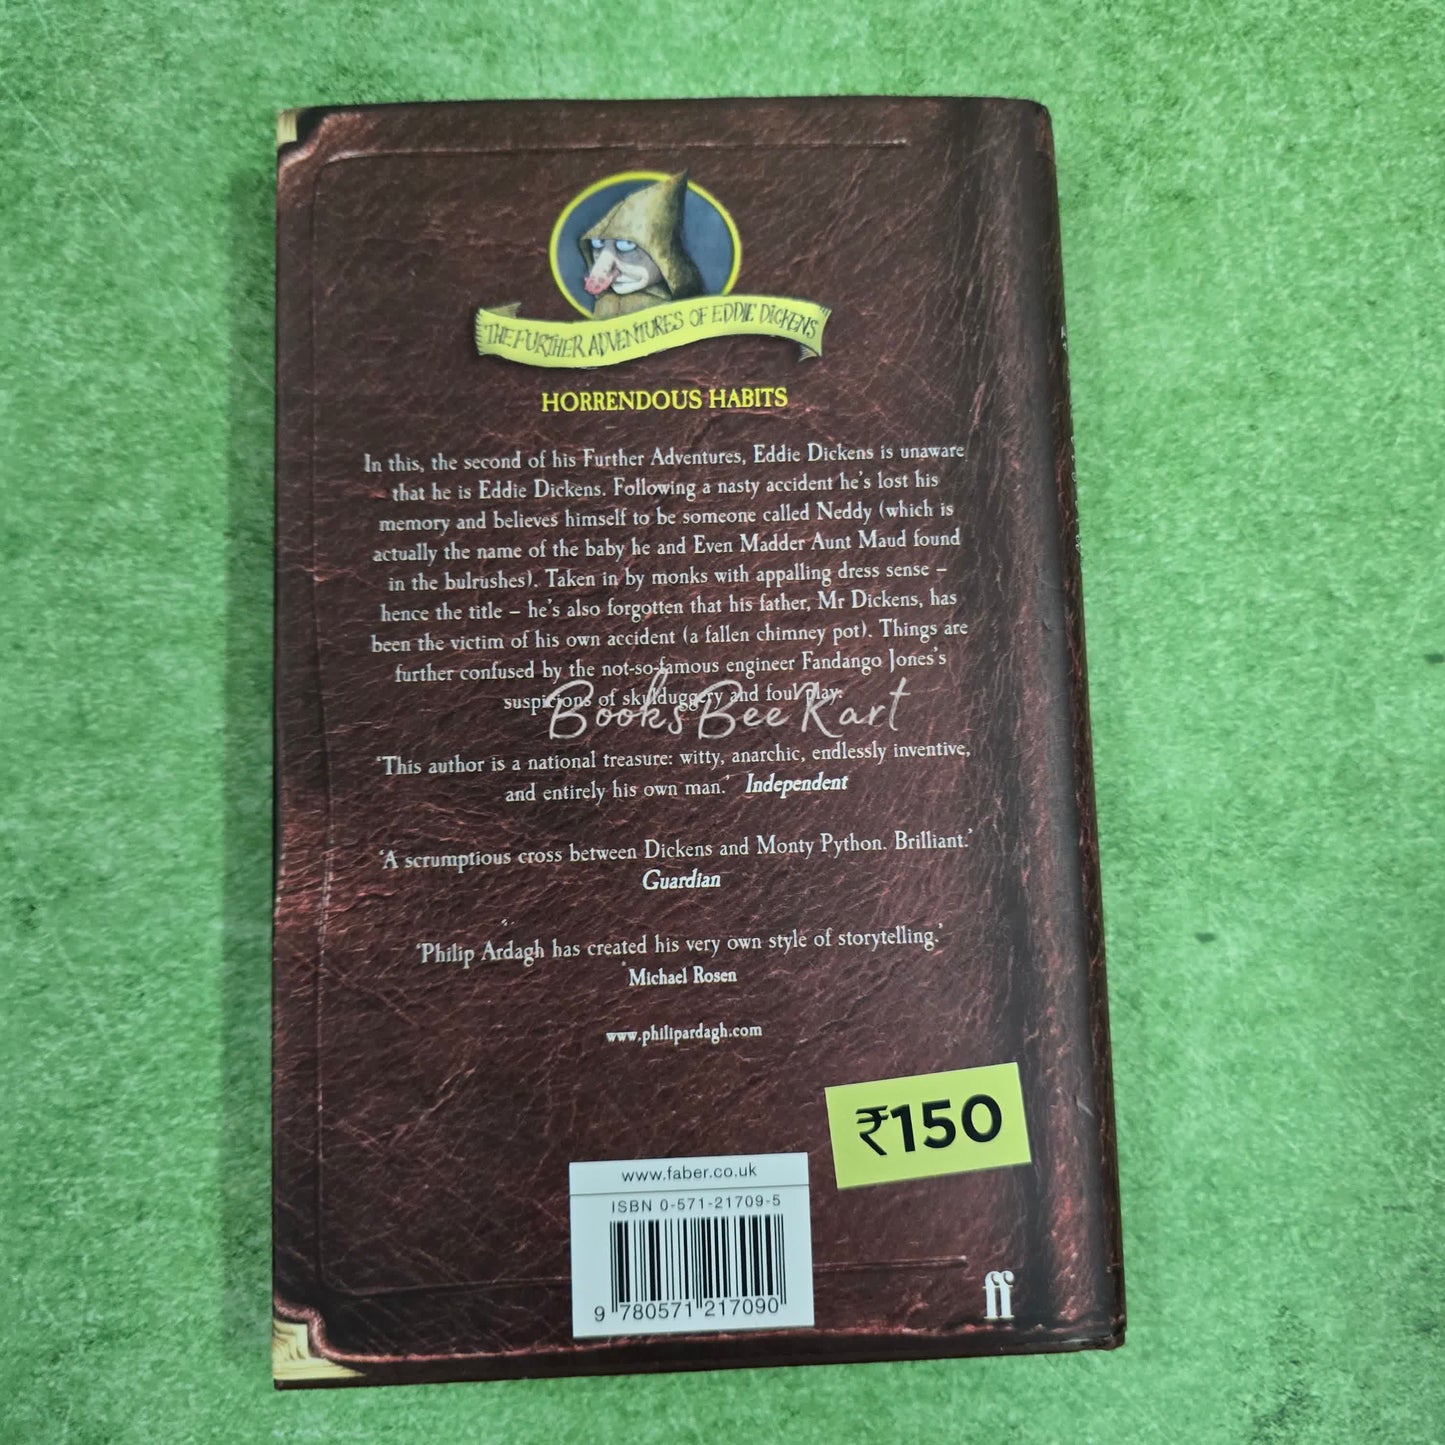 THE FURTHER ADVENTURES OF EDDIE DICKENS
HORRENDOUS HABITS
In this, the second of his Further Adventures, Eddie Dickens is unaware
that he is Eddie Dickens. Following a nasty accident he's lost his
memory and believes himself to be someone called Neddy (which is
actually the name of the baby he and Even Madder Aunt Maud found
in the bulrushes). Taken in by monks with appalling dress sense –
hence the title – he's also forgotten that his father, Mr Dickens, has
been the victim of his own accident (a fallen chimney pot). Things are
further confused by the not-so-famous engineer Fandango Jones's
suspicions of skulduggery and foul play.
Books Bee Kart
'This author is a national treasure: witty, anarchic, endlessly inventive,
and entirely his own man.' Independent
'A scrumptious cross between Dickens and Monty Python. Brilliant.'
Guardian
'Philip Ardagh has created his very own style of storytelling.'
Michael Rosen
www.philipardagh.com
₹150
www.faber.co.uk
ISBN 0-571-21709-5
9 780571 217090
ff